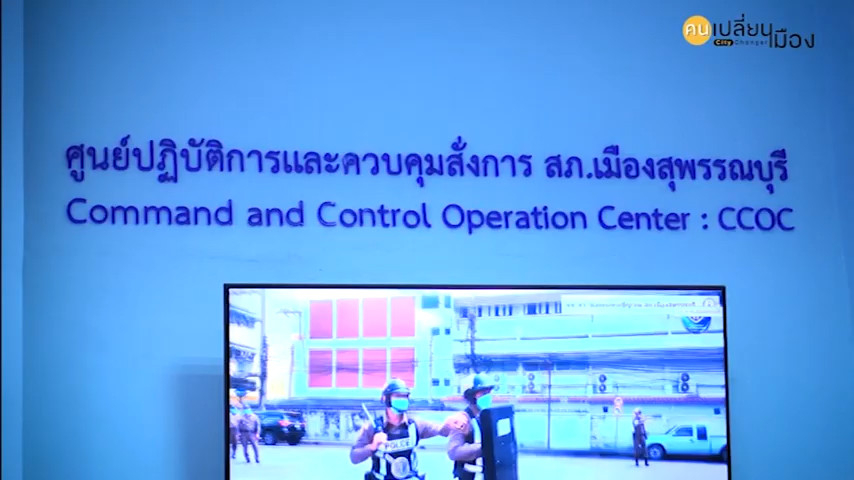 คนเปลี่ยนเมือง
City Changer
ศูนย์ปฏิบัติการและควบคุมสั่งการ สภ.เมืองสุพรรณบุรี
Command and Control Operation Center : CCOC
POLICE